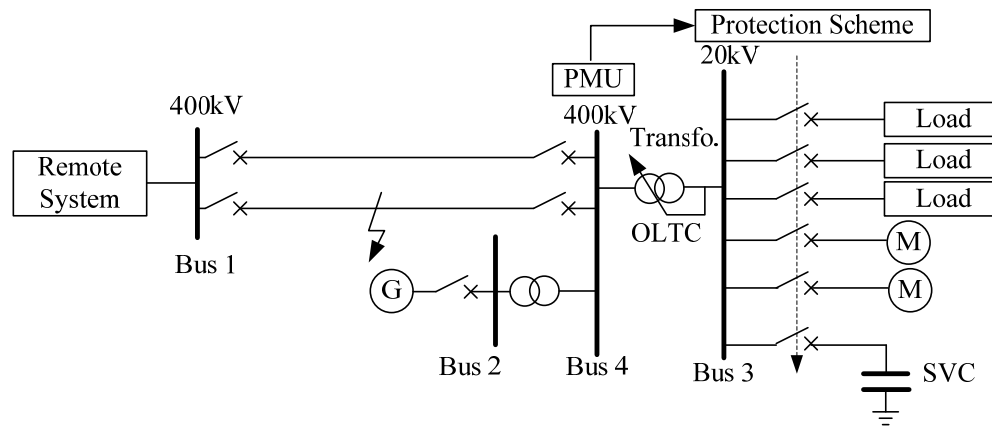 Protection Scheme
20kV
PMU
400kV
400kV
Transfo.
Load
Load
Load
Remote
System
OLTC
M
Bus 1
G
M
Bus 2
Bus 4
Bus 3
SVC